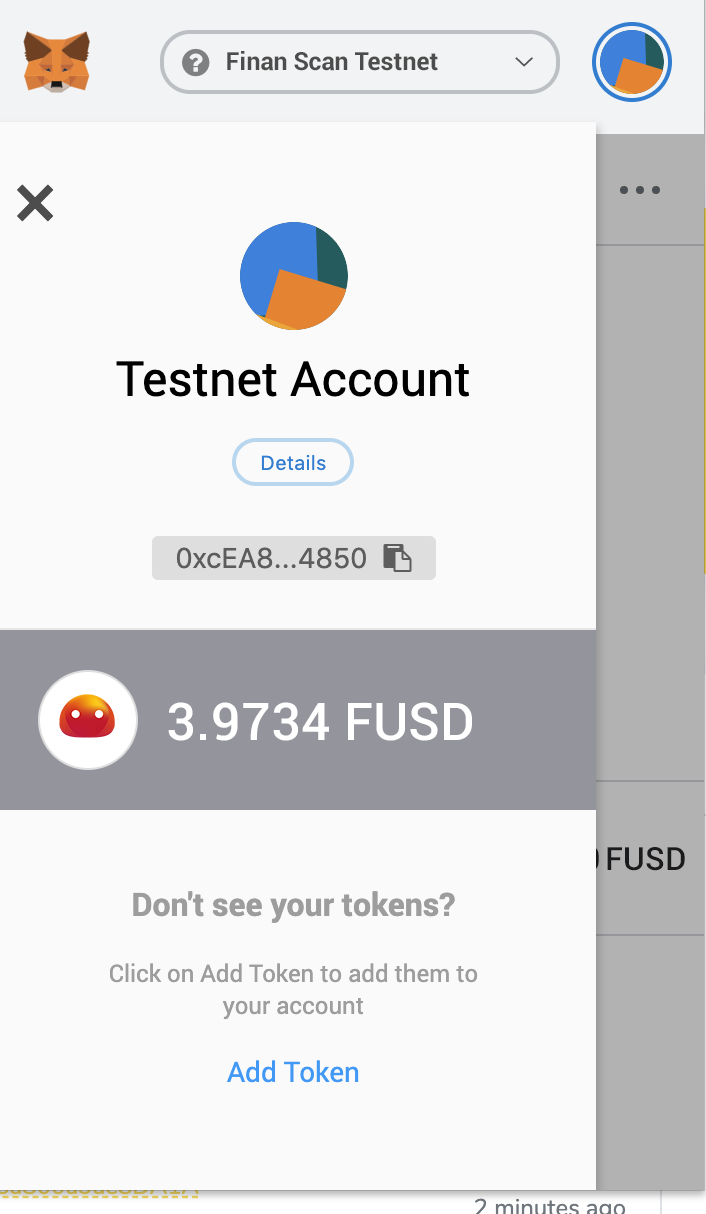 Finan Scan Testnet
Testnet Account
Details
0xcEA8...4850
3.9734 FUSD
FUSD
Don't see your tokens?
Click on Add Token to add them to
your account
Add Token
2 minutes ago